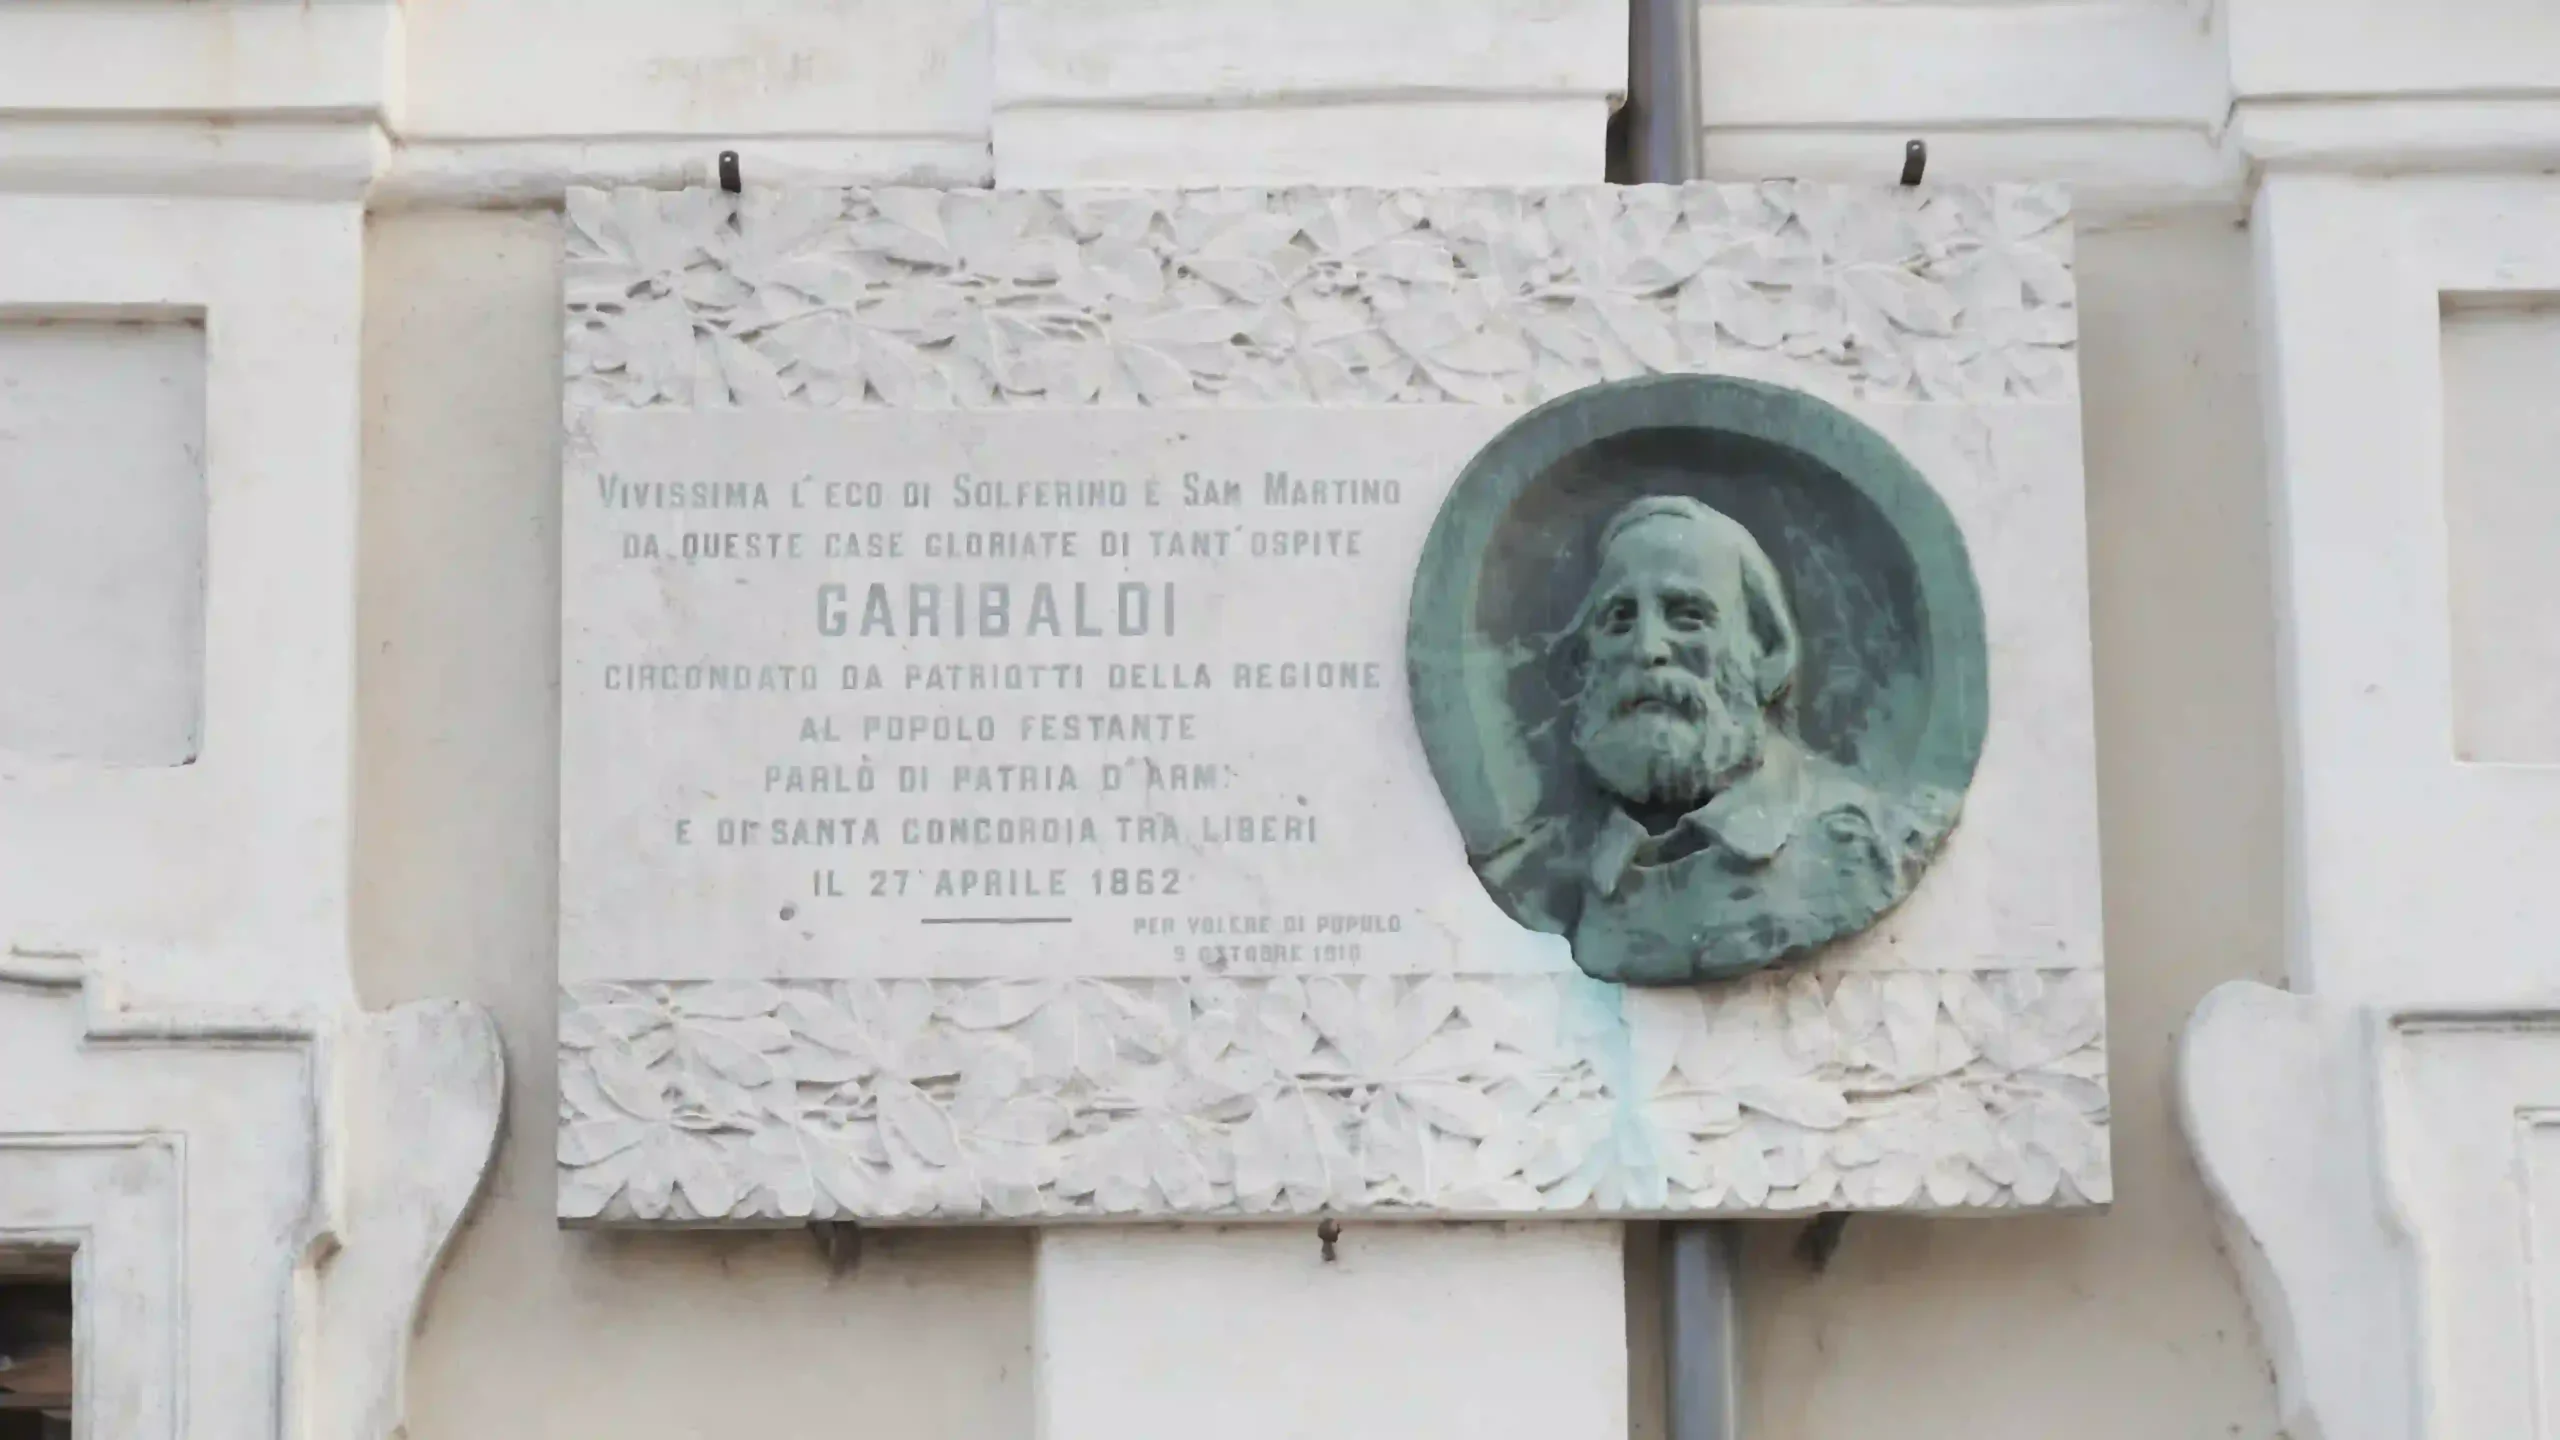 VIVISSIMA L'ECO DI SOLFERINO E SAN MARTINO
DA QUESTE CASE GLORIATE DI TANT'OSPITE
GARIBALDI
CIRCONDATO DA PATRIOTTI DELLA REGIONE
AL POPOLO FESTANTE
PARLÒ DI PATRIA D'ARMI
E DI SANTA CONCORDIA TRA LIBERI
IL 27 APRILE 1862
PER VOLERE DI POPOLO
9 OTTOBRE 1910